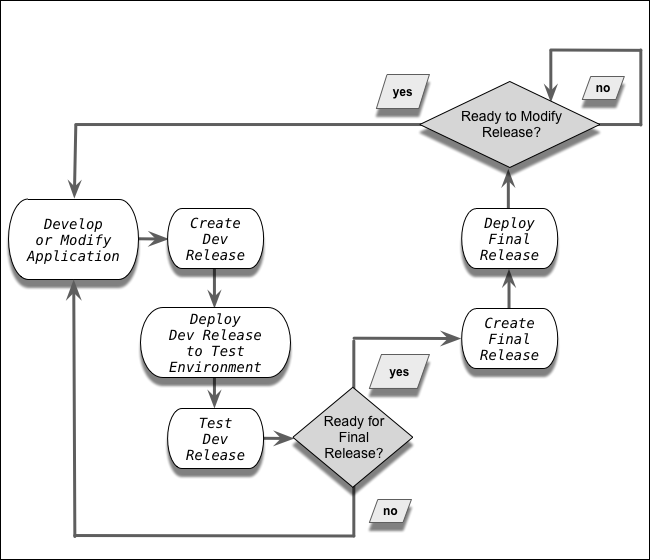 yes
no
Ready to Modify
Release?
Develop
or Modify
Application
Create
Dev
Release
Deploy
Final
Release
Deploy
Dev Release
to Test
Environment
Create
Final
Release
yes
Test
Dev
Release
Ready for
Final
Release?
no